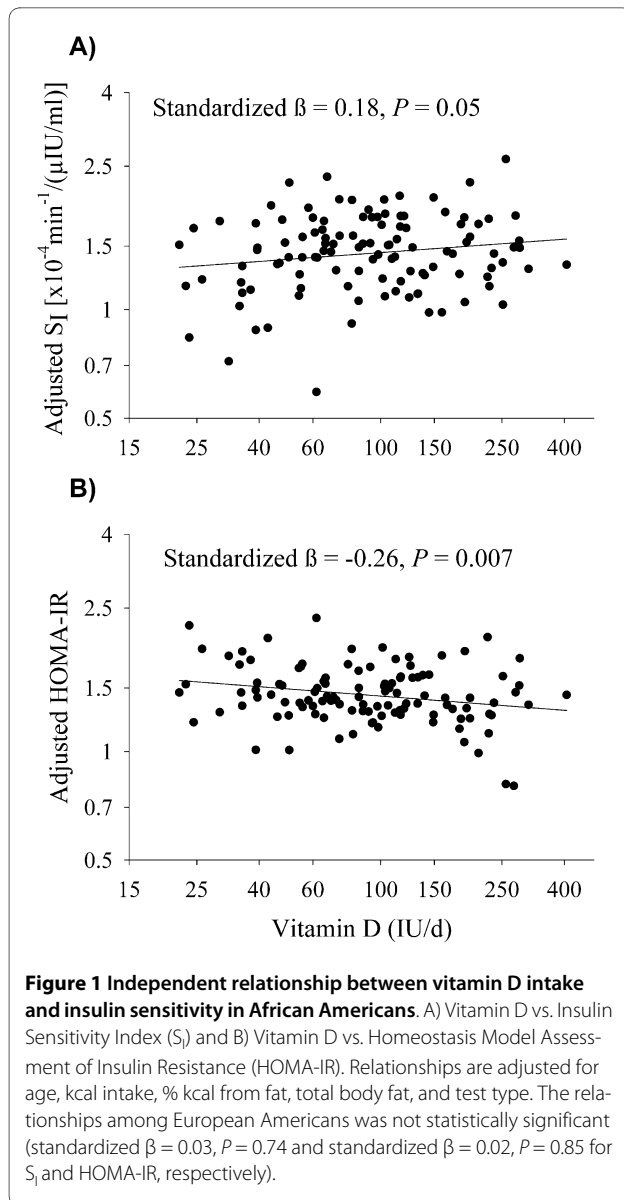 A)
Standardized ß = 0.18, P = 0.05
Adjusted SI [x10-4min-1/(µIU/ml)]
4
2.5
1.5
1
0.7
0.5
15 25 40 60 100 150 250 400
B)
Standardized ß = -0.26, P = 0.007
Adjusted HOMA-IR
4
2.5
1.5
1
0.7
0.5
15 25 40 60 100 150 250 400
Vitamin D (IU/d)
Figure 1 Independent relationship between vitamin D intake
and insulin sensitivity in African Americans. A) Vitamin D vs. Insulin
Sensitivity Index (SI) and B) Vitamin D vs. Homeostasis Model Assess-
ment of Insulin Resistance (HOMA-IR). Relationships are adjusted for
age, kcal intake, % kcal from fat, total body fat, and test type. The rela-
tionships among European Americans was not statistically significant
(standardized β = 0.03, P = 0.74 and standardized β = 0.02, P = 0.85 for
SI and HOMA-IR, respectively).